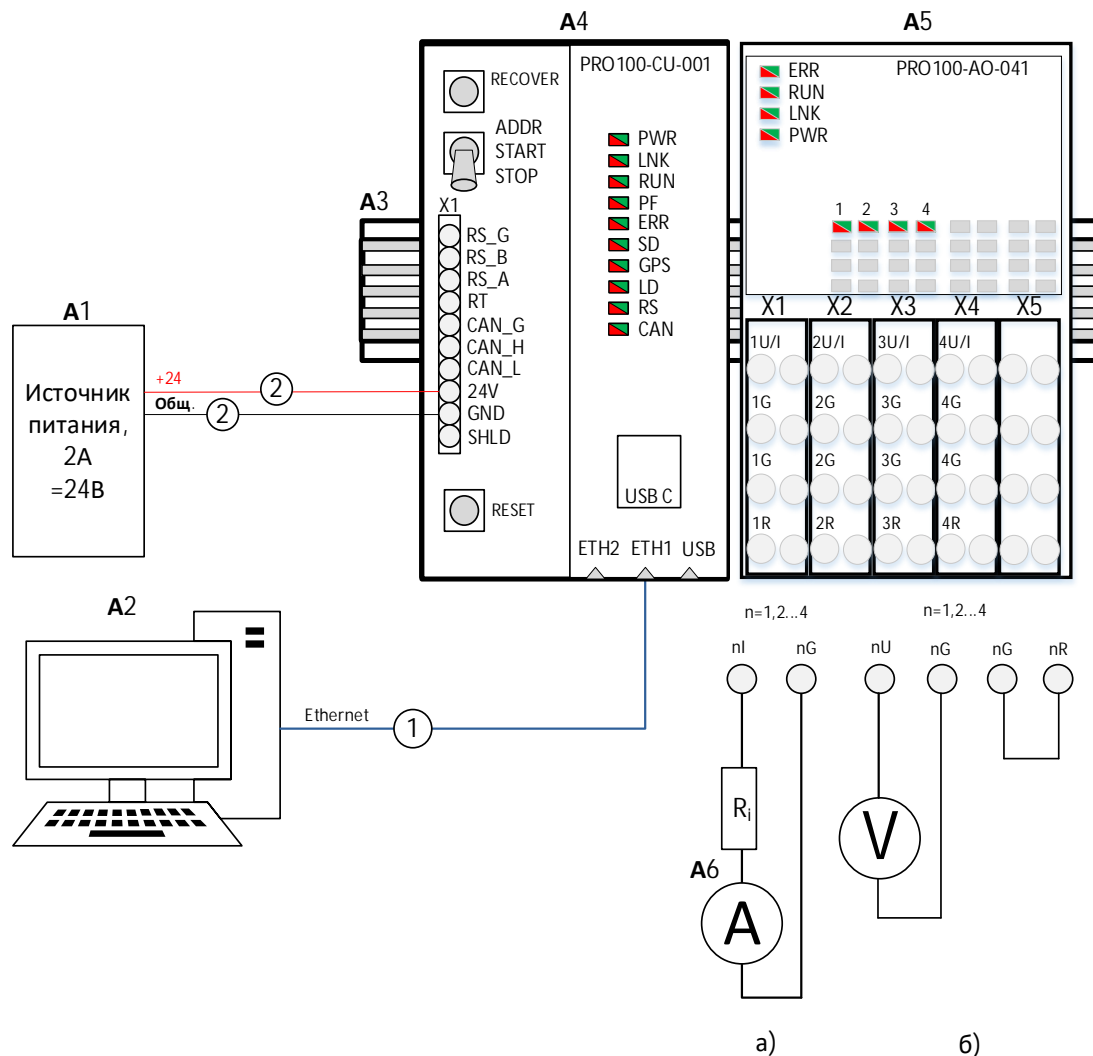 A4
A5
PRO100-CU-001
PRO100-AO-041
RECOVER
ADDR
START
STOP
X1
RS_G
RS_B
RS_A
RT
CAN_G
CAN_H
CAN_L
24V
GND
SHLD
RESET
PWR
LNK
RUN
PF
ERR
SD
GPS
LD
RS
CAN
USB C
ETH2 ETH1 USB
ERR
RUN
LNK
PWR
1 2 3 4
X1 X2 X3 X4 X5
1U/I 2U/I 3U/I 4U/I
1G 2G 3G 4G
1G 2G 3G 4G
1R 2R 3R 4R
A3
A1
Источник
питания,
2А
=24В
+24
2
Общ.
2
A2
Ethernet
1
n=1,2...4
n=1,2...4
nI nG nU nG nG nR
Ri
A6
A
V
а)
б)